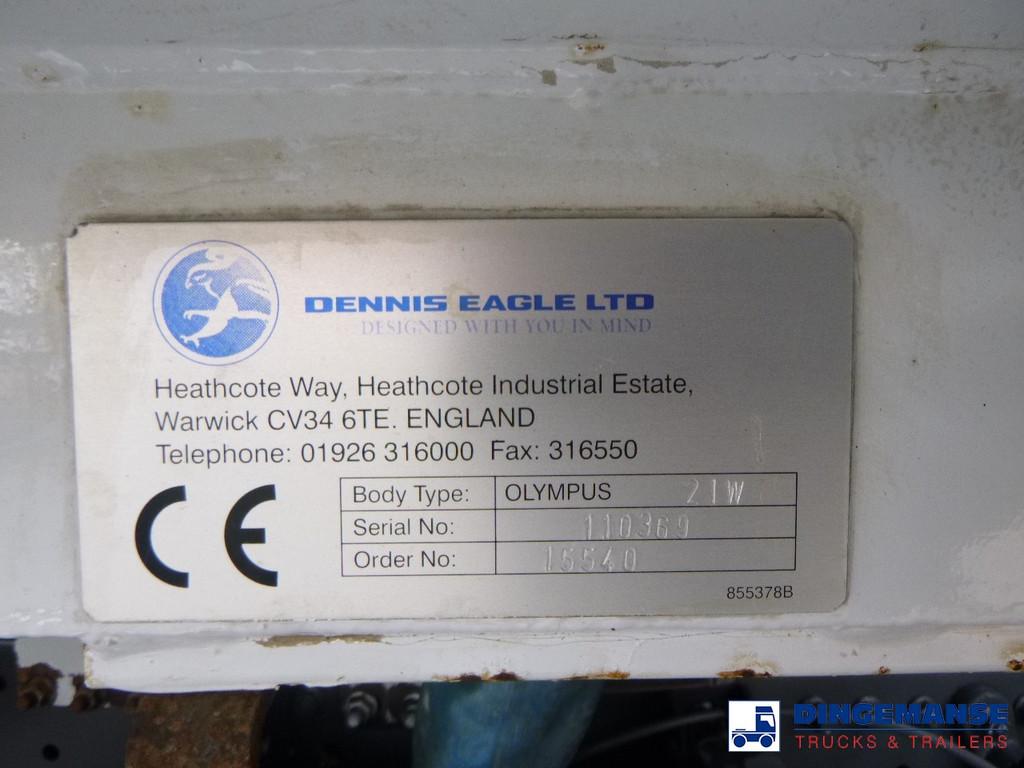 DENNIS EAGLE LTD
DESIGNED WITH YOU IN MIND
Heathcote Way, Heathcote Industrial Estate,
Warwick CV34 6TE. ENGLAND
Telephone: 01926 316000 Fax: 316550
CE
Body Type: OLYMPUS 21W
Serial No: 110369
Order No: 15540
855378B
DINGEMANSE
TRUCKS & TRAILERS